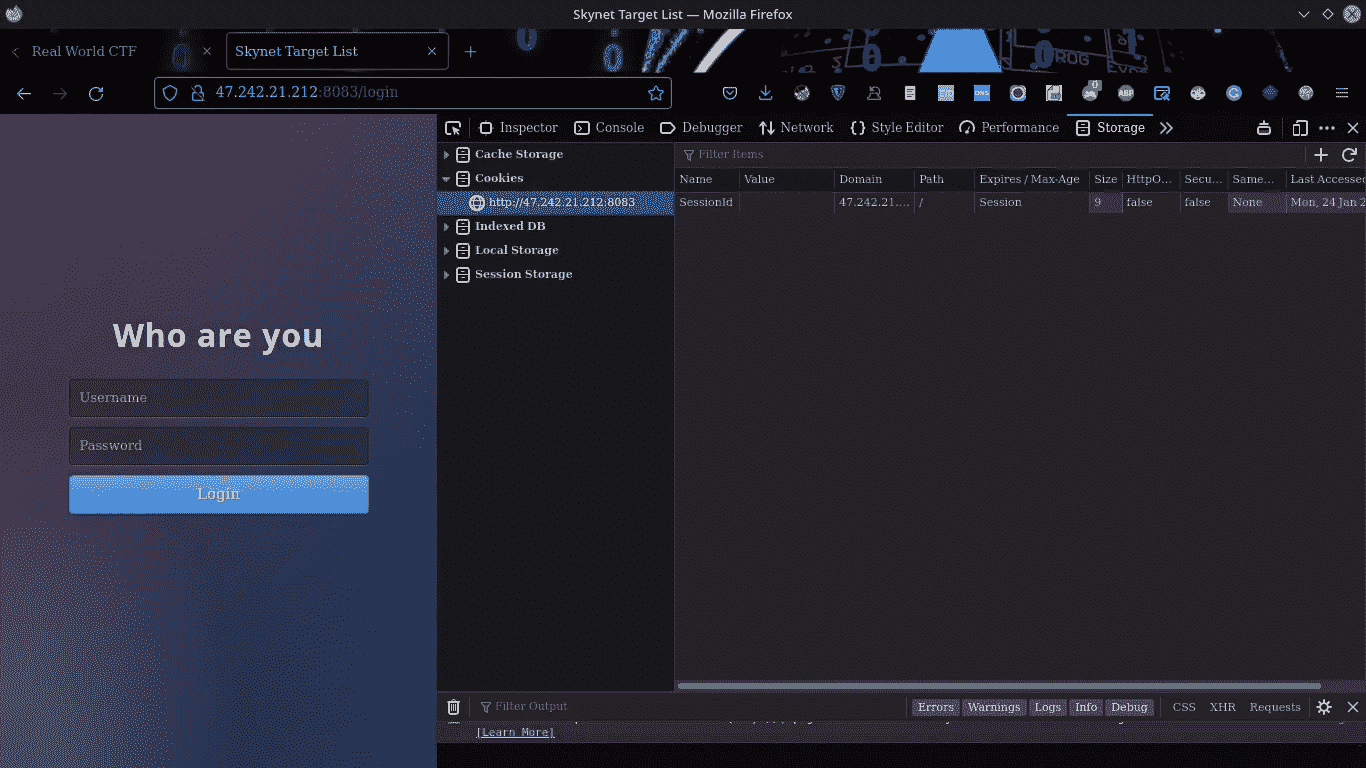 Skynet Target List — Mozilla Firefox
Real World CTF
Skynet Target List
47.242.21.212:8083/login
Inspector Console Debugger Network Style Editor Performance Storage
Cache Storage
Cookies
http://47.242.21.212:8083
Indexed DB
Local Storage
Session Storage
Filter Items
Name Value Domain Path Expires / Max-Age Size HttpO... Secu... Same... Last Accessed
SessionId 47.242.21.... / Session 9 false false None Mon, 24 Jan 2
Who are you
Username
Password
Login
Filter Output Errors Warnings Logs Info Debug CSS XHR Requests
[Learn More]